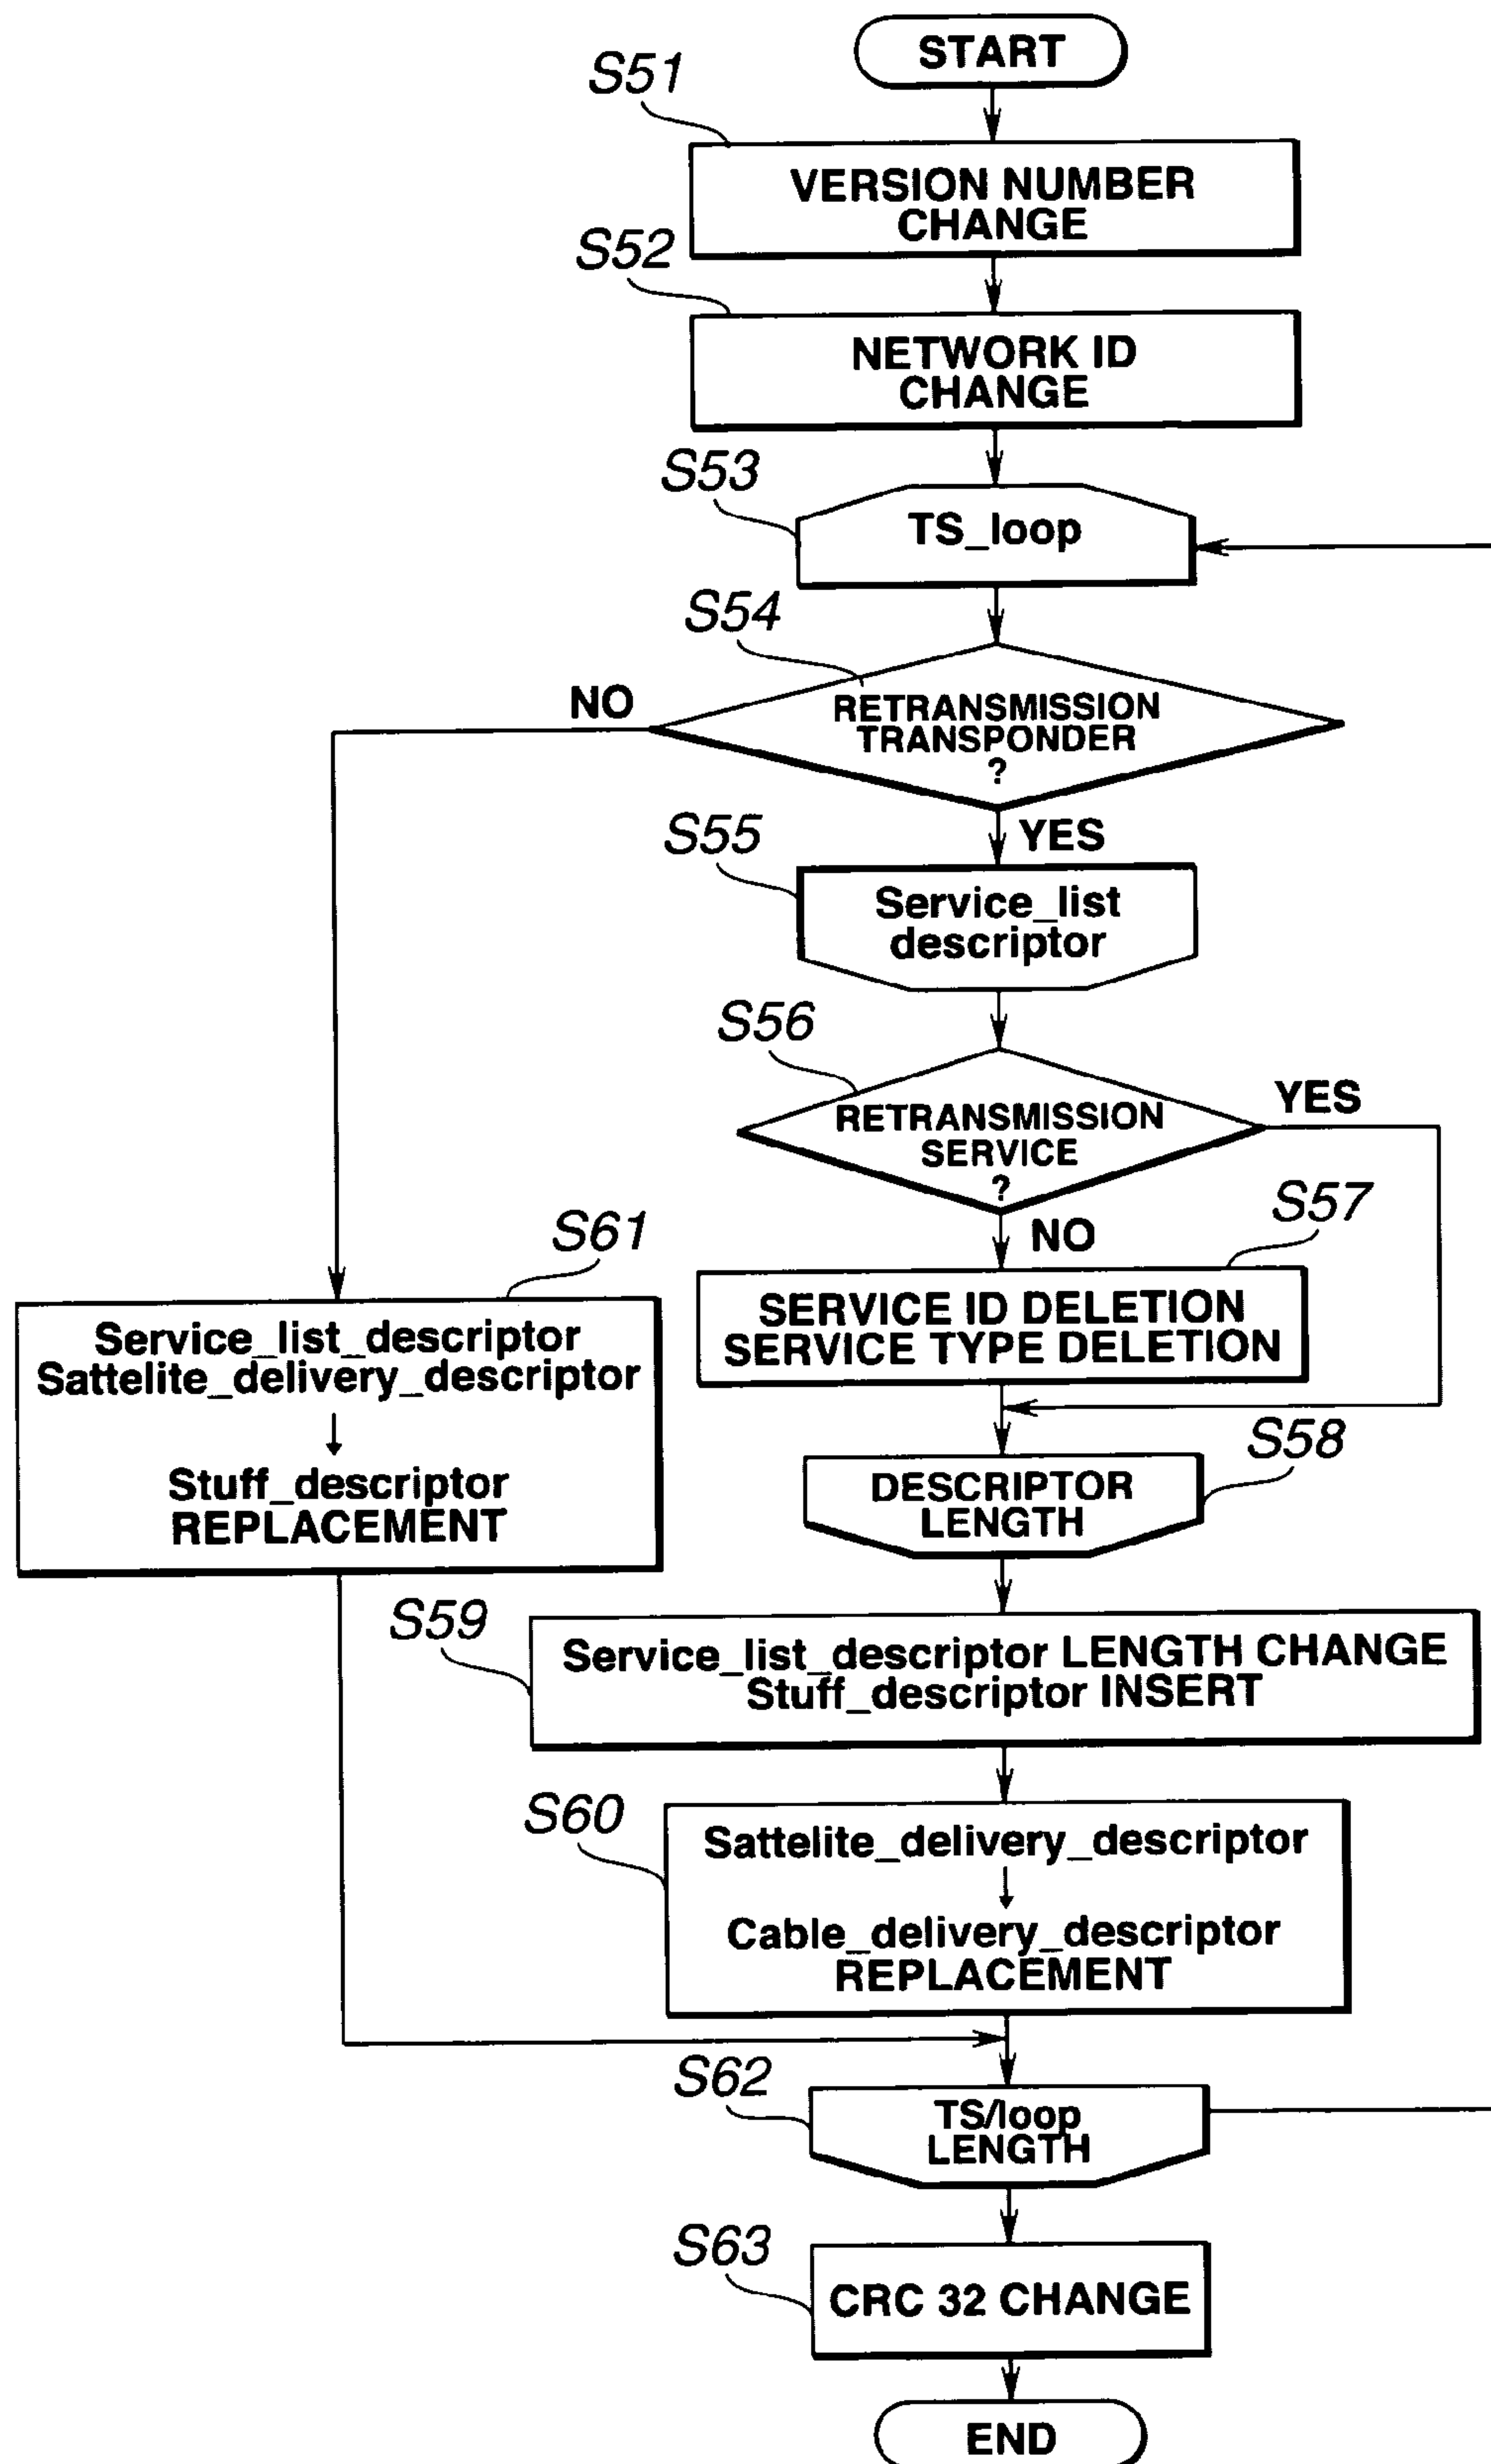 START
S51
VERSION NUMBER
CHANGE
S52
NETWORK ID
CHANGE
S53
TS_loop
S54
RETRANSMISSION
TRANSPONDER
?
NO
YES
S55
Service_list
descriptor
S56
RETRANSMISSION
SERVICE
?
YES
NO
S57
SERVICE ID DELETION
SERVICE TYPE DELETION
S61
Service_list_descriptor
Sattelite_delivery_descriptor
Stuff_descriptor
REPLACEMENT
S58
DESCRIPTOR
LENGTH
S59
Service_list_descriptor LENGTH CHANGE
Stuff_descriptor INSERT
S60
Sattelite_delivery_descriptor
Cable_delivery_descriptor
REPLACEMENT
S62
TS/loop
LENGTH
S63
CRC 32 CHANGE
END